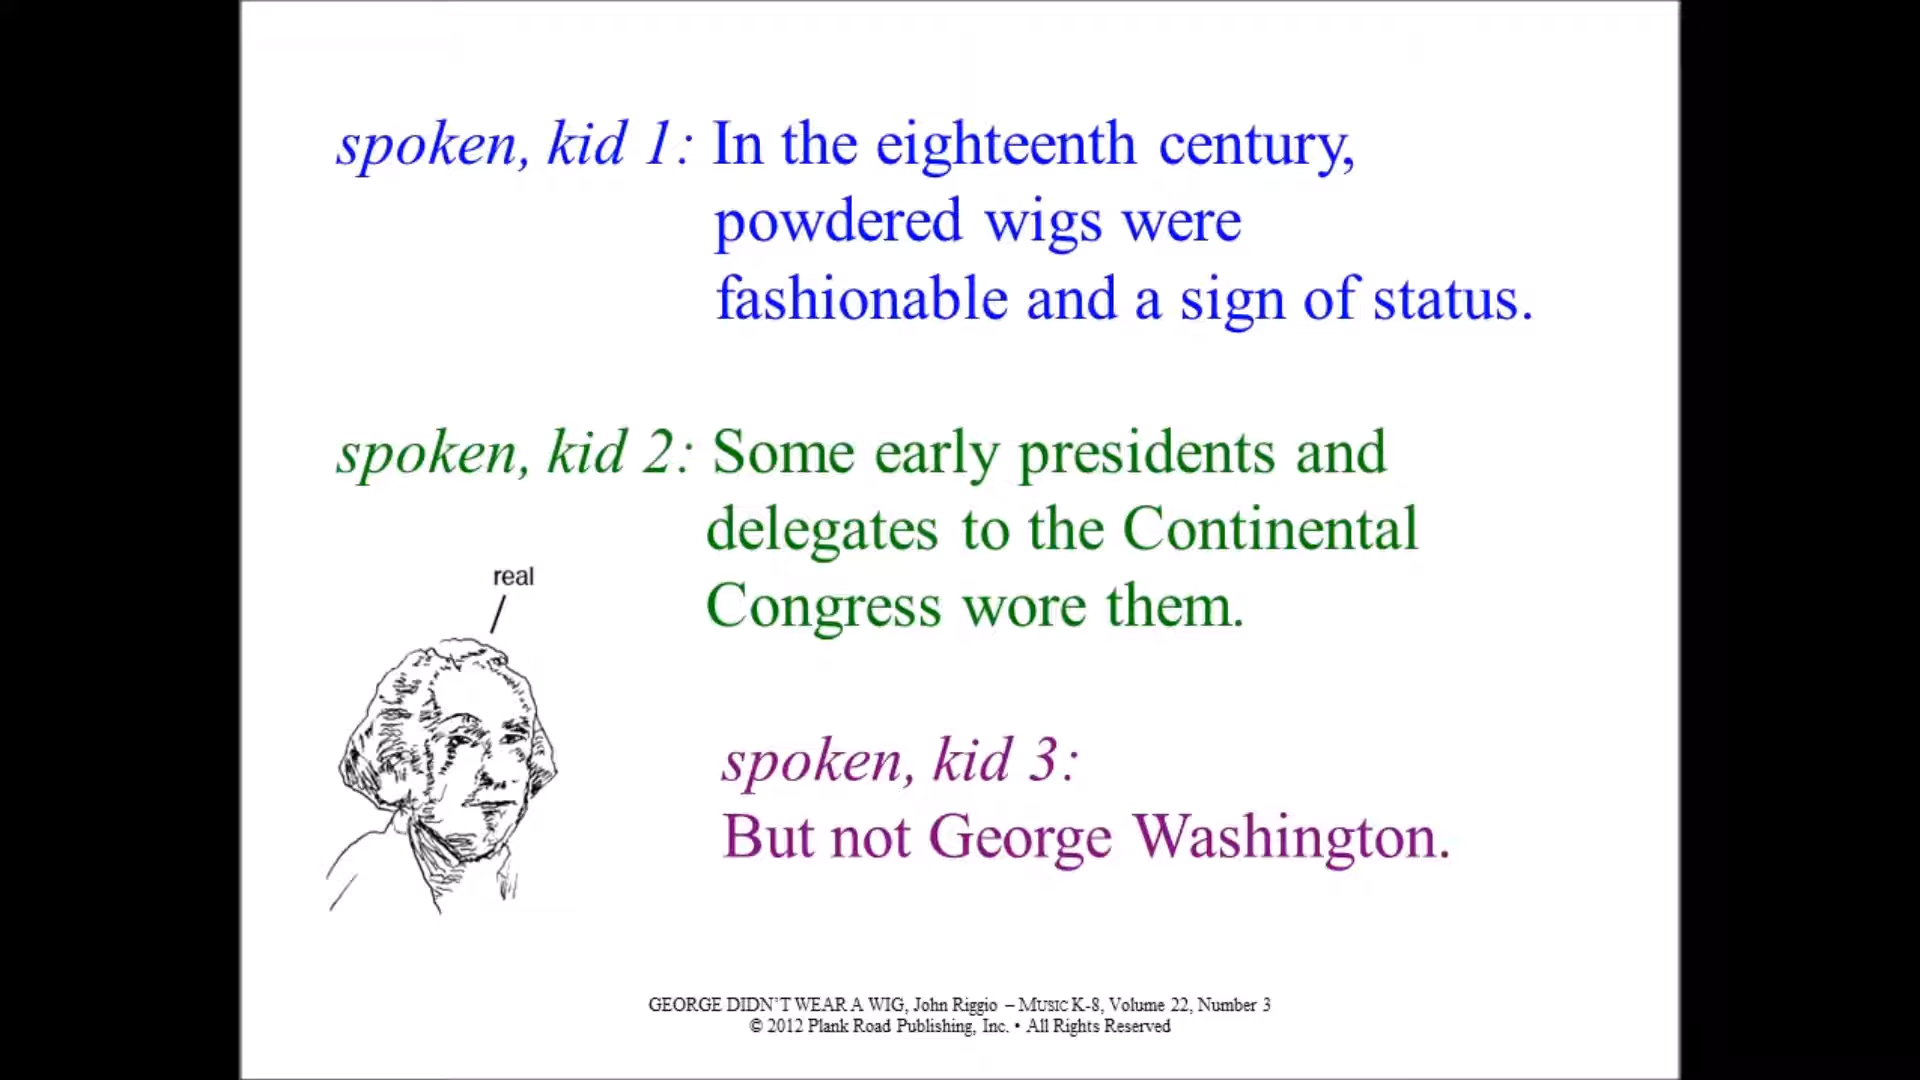 spoken, kid 1: In the eighteenth century,
powdered wigs were
fashionable and a sign of status.
spoken, kid 2: Some early presidents and
delegates to the Continental
Congress wore them.
real
spoken, kid 3:
But not George Washington.
GEORGE DIDN'T WEAR A WIG, John Riggio – MUSIC K-8, Volume 22, Number 3
© 2012 Plank Road Publishing, Inc. • All Rights Reserved